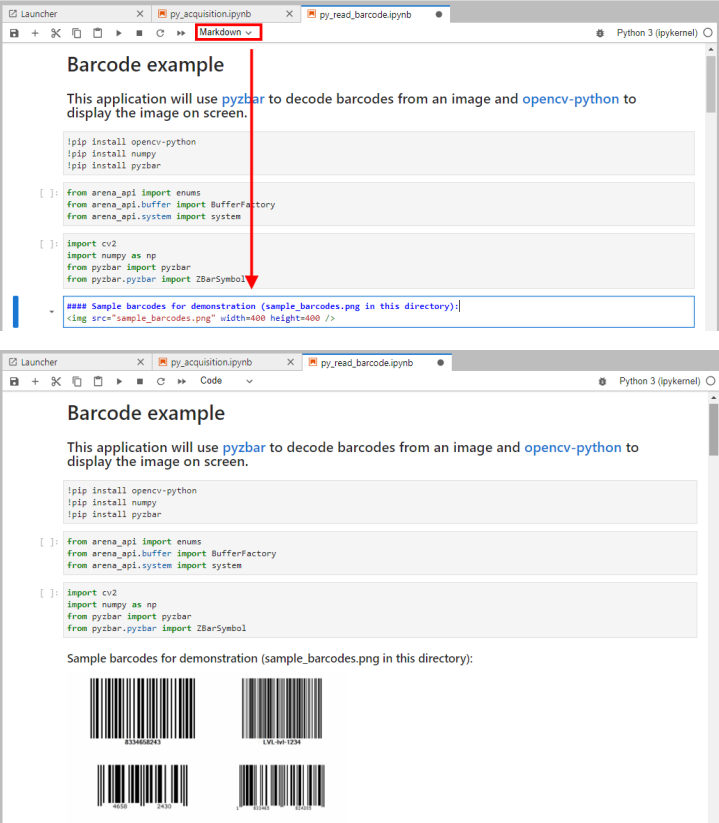 Launcher
py_acquisition.ipynb
py_read_barcode.ipynb
Markdown
Python 3 (ipykernel)
Barcode example
This application will use pyzbar to decode barcodes from an image and opencv-python to
display the image on screen.
!pip install opencv-python
!pip install numpy
!pip install pyzbar
[ ]:
from arena_api import enums
from arena_api.buffer import BufferFactory
from arena_api.system import system
[ ]:
import cv2
import numpy as np
from pyzbar import pyzbar
from pyzbar.pyzbar import ZBarSymbol
#### Sample barcodes for demonstration (sample_barcodes.png in this directory):
<img src="sample_barcodes.png" width=400 height=400 />
Launcher
py_acquisition.ipynb
py_read_barcode.ipynb
Code
Python 3 (ipykernel)
Barcode example
This application will use pyzbar to decode barcodes from an image and opencv-python to
display the image on screen.
!pip install opencv-python
!pip install numpy
!pip install pyzbar
[ ]:
from arena_api import enums
from arena_api.buffer import BufferFactory
from arena_api.system import system
[ ]:
import cv2
import numpy as np
from pyzbar import pyzbar
from pyzbar.pyzbar import ZBarSymbol
Sample barcodes for demonstration (sample_barcodes.png in this directory):
8334658243
LVL-lvl-1234
4658 2430